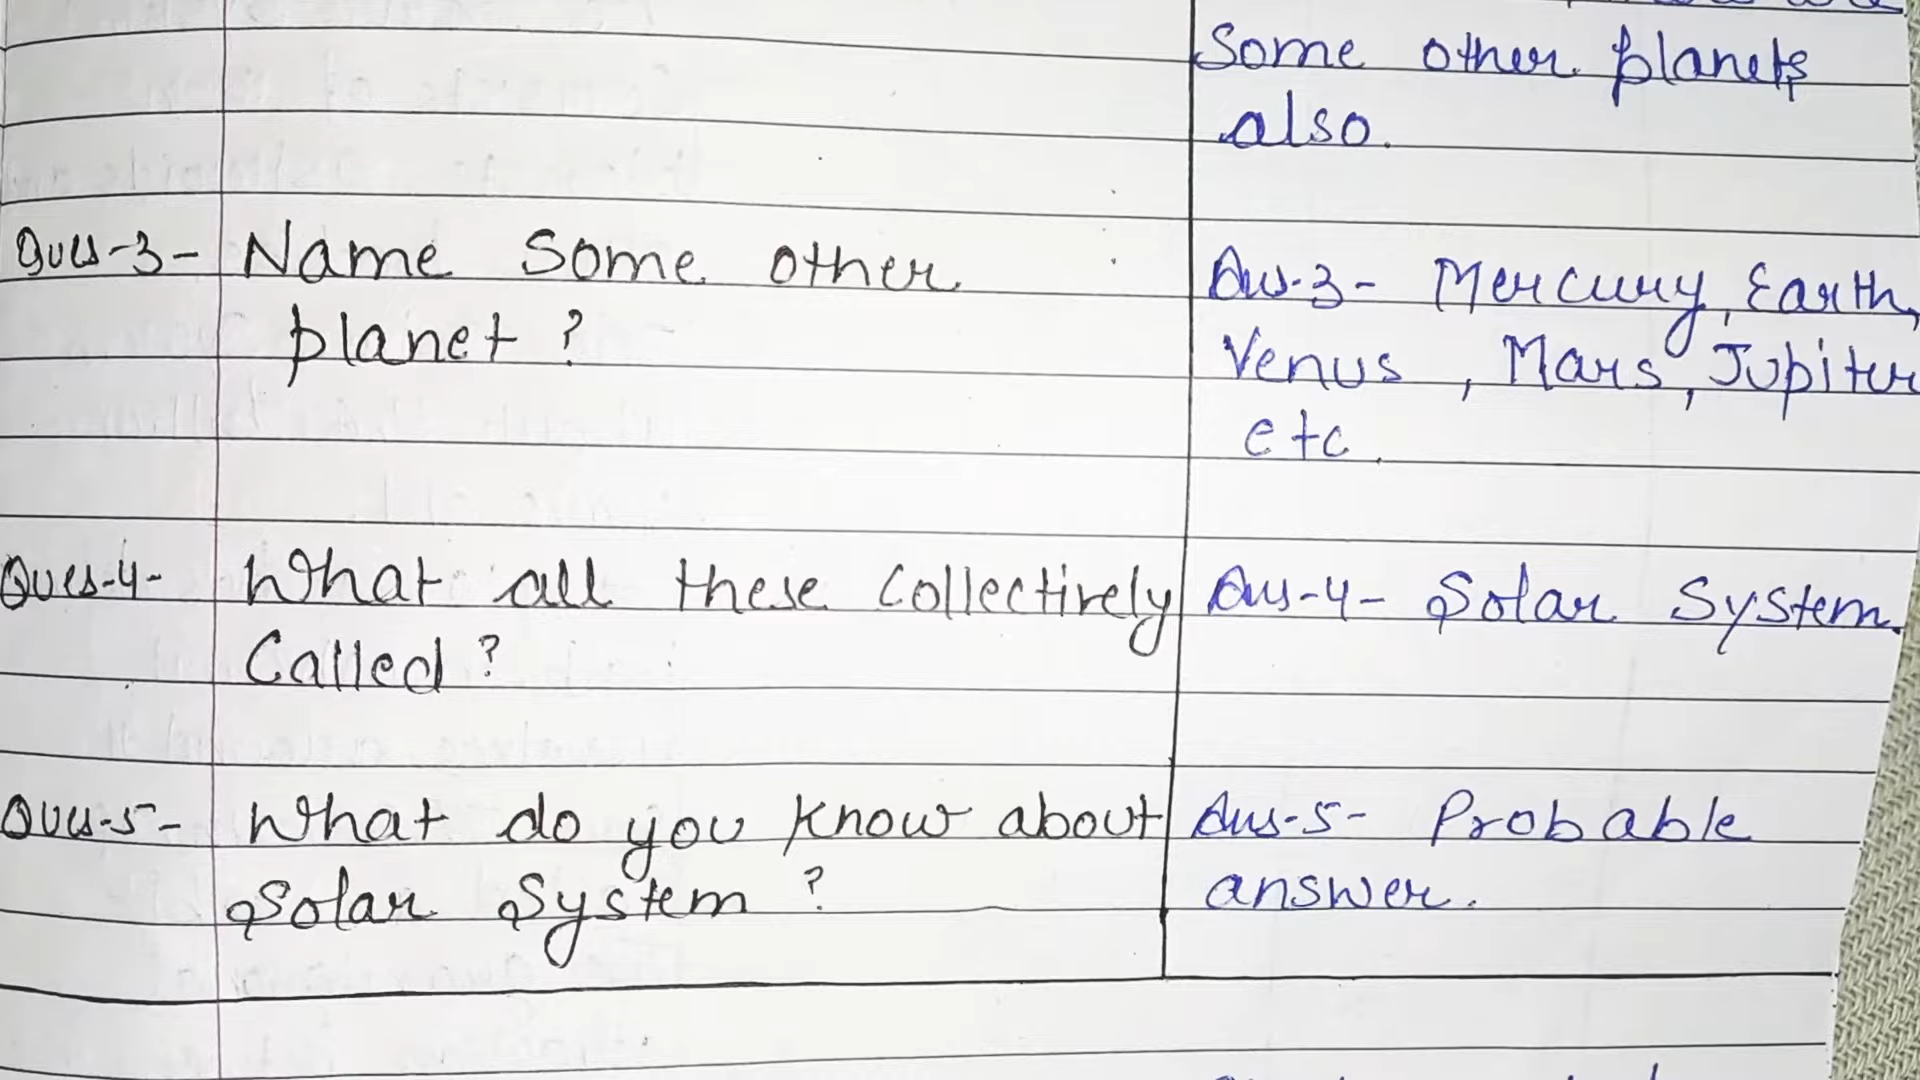 Some other planets
also.
Ques-3- Name some other
planet ?
Ans-3- Mercury, Earth,
Venus , Mars, Jupiter
etc.
Ques-4- What all these collectively
Called ?
Ans-4- Solar System.
Ques-5- What do you know about
Solar System ?
Ans-5- Probable
answer.